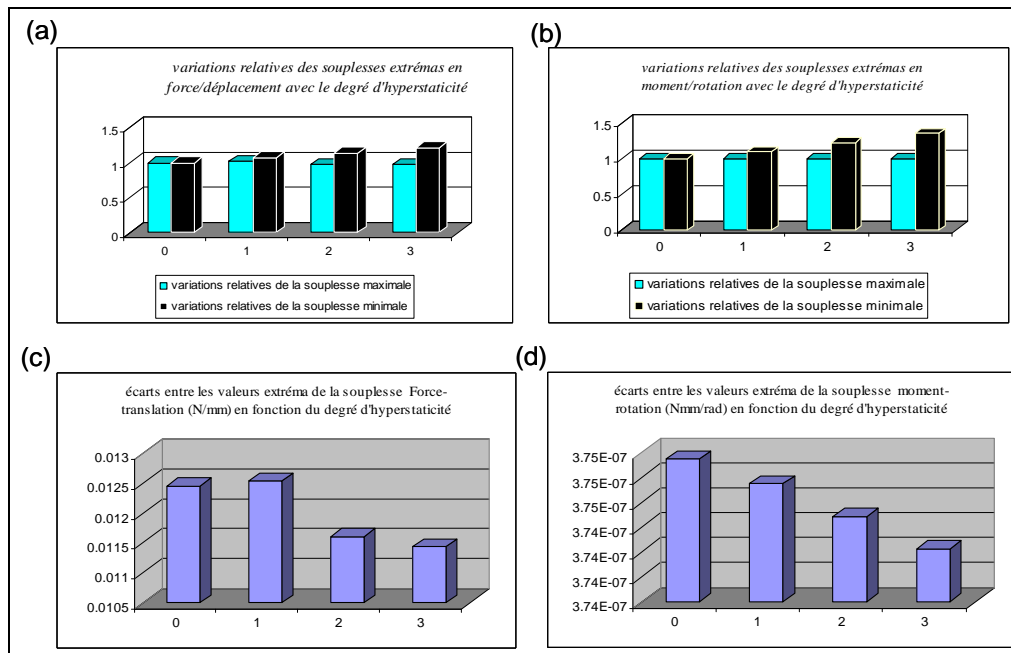 (a)
variations relatives des souplesses extrémas en
force/déplacement avec le degré d'hyperstaticité
1.5
1
0.5
0
0 1 2 3
variations relatives de la souplesse maximale
variations relatives de la souplesse minimale
(b)
variations relatives des souplesses extrémas en
moment/rotation avec le degré d'hyperstaticité
1.5
1
0.5
0
0 1 2 3
variations relatives de la souplesse maximale
variations relatives de la souplesse minimale
(c)
écarts entre les valeurs extréma de la souplesse Force-
translation (N/mm) en fonction du degré d'hyperstaticité
0.013
0.0125
0.012
0.0115
0.011
0.0105
0 1 2 3
(d)
écarts entre les valeurs extréma de la souplesse moment-
rotation (Nmm/rad) en fonction du degré d'hyperstaticité
3.75E-07
3.75E-07
3.75E-07
3.74E-07
3.74E-07
3.74E-07
3.74E-07
0 1 2 3